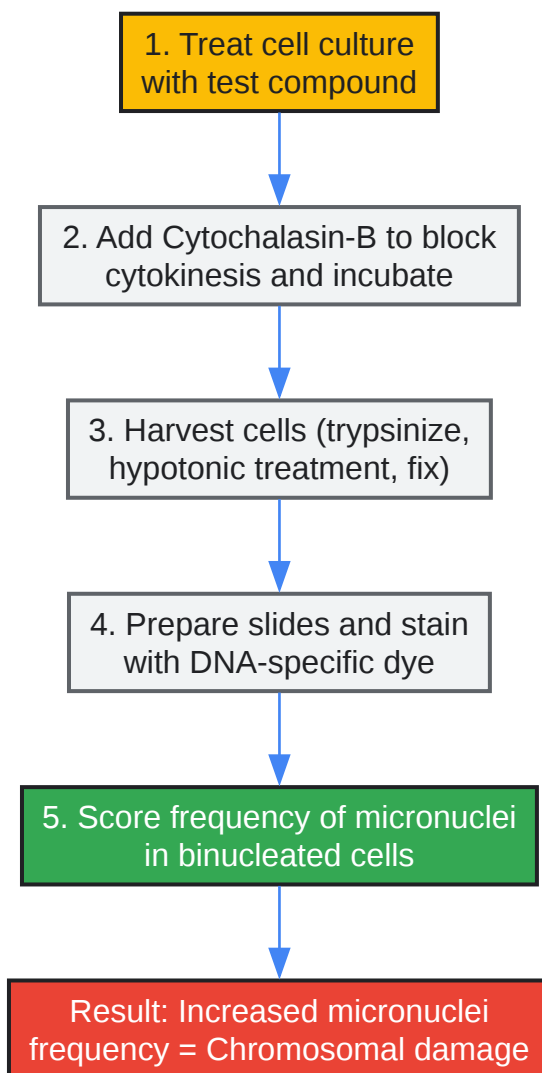 1. Treat cell culture
with test compound
2. Add Cytochalasin-B to block
cytokinesis and incubate
3. Harvest cells (trypsinize,
hypotonic treatment, fix)
4. Prepare slides and stain
with DNA-specific dye
5. Score frequency of micronuclei
in binucleated cells
Result: Increased micronuclei
frequency = Chromosomal damage